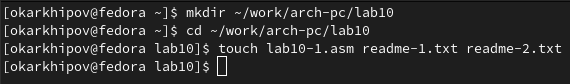 [okarkhipov@fedora ~]$ mkdir ~/work/arch-pc/lab10
[okarkhipov@fedora ~]$ cd ~/work/arch-pc/lab10
[okarkhipov@fedora lab10]$ touch lab10-1.asm readme-1.txt readme-2.txt
[okarkhipov@fedora lab10]$